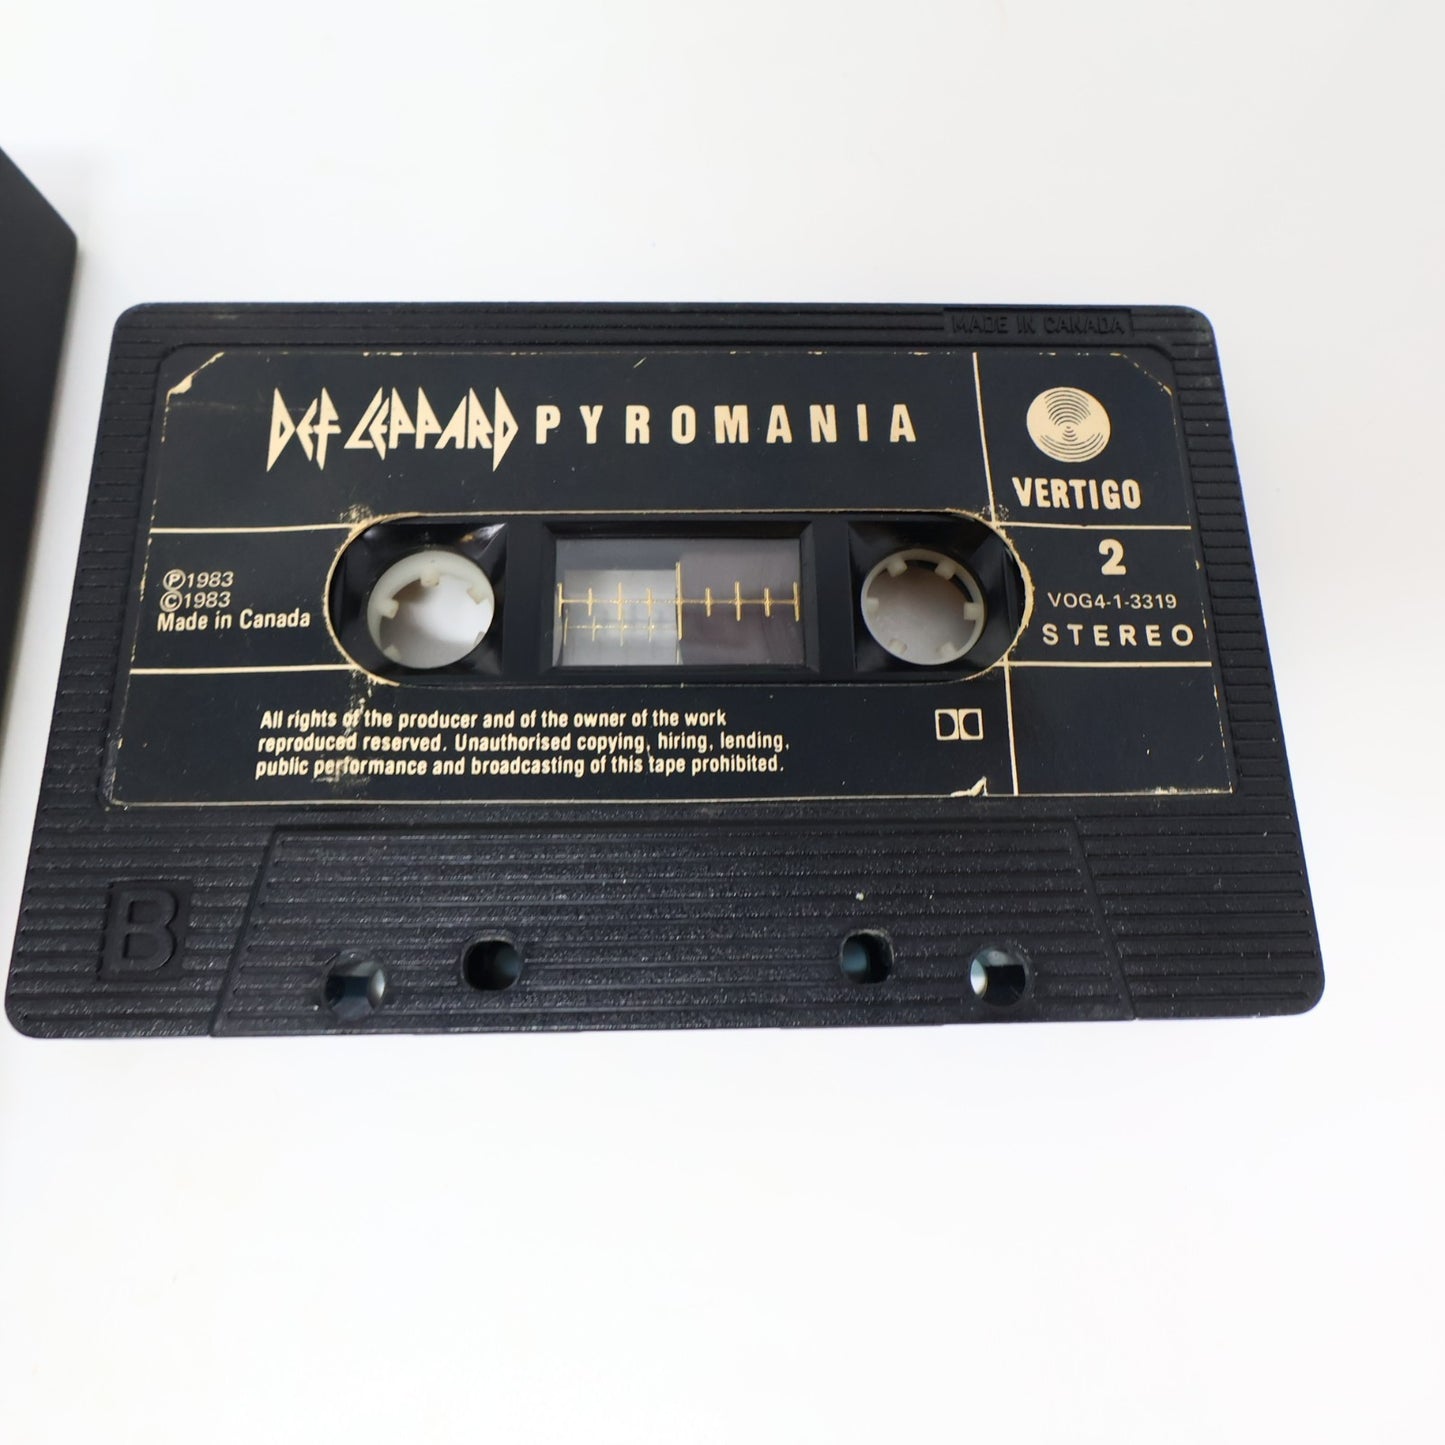 MADE IN CANADA
DEF LEPPARD PYROMANIA
VERTIGO
2
℗1983
©1983
Made in Canada
VOG4-1-3319
STEREO
All rights of the producer and of the owner of the work
reproduced reserved. Unauthorised copying, hiring, lending,
public performance and broadcasting of this tape prohibited.
B